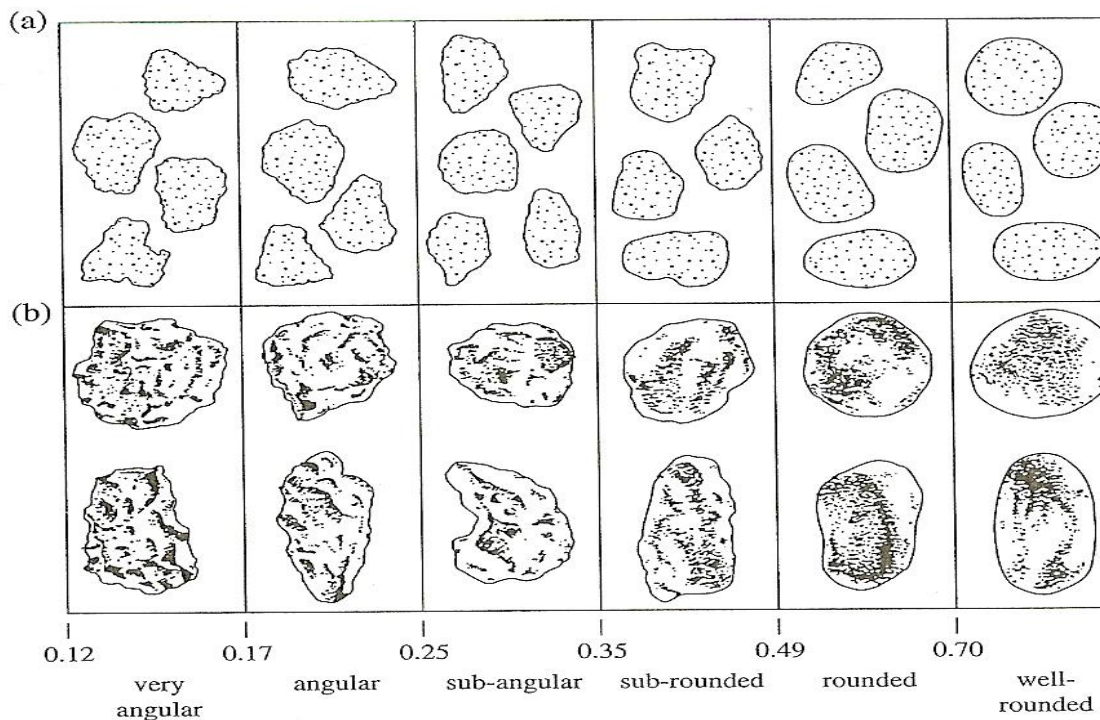 (a)
(b)
0.12 0.17 0.25 0.35 0.49 0.70
very angular sub-angular sub-rounded rounded well-
angular rounded